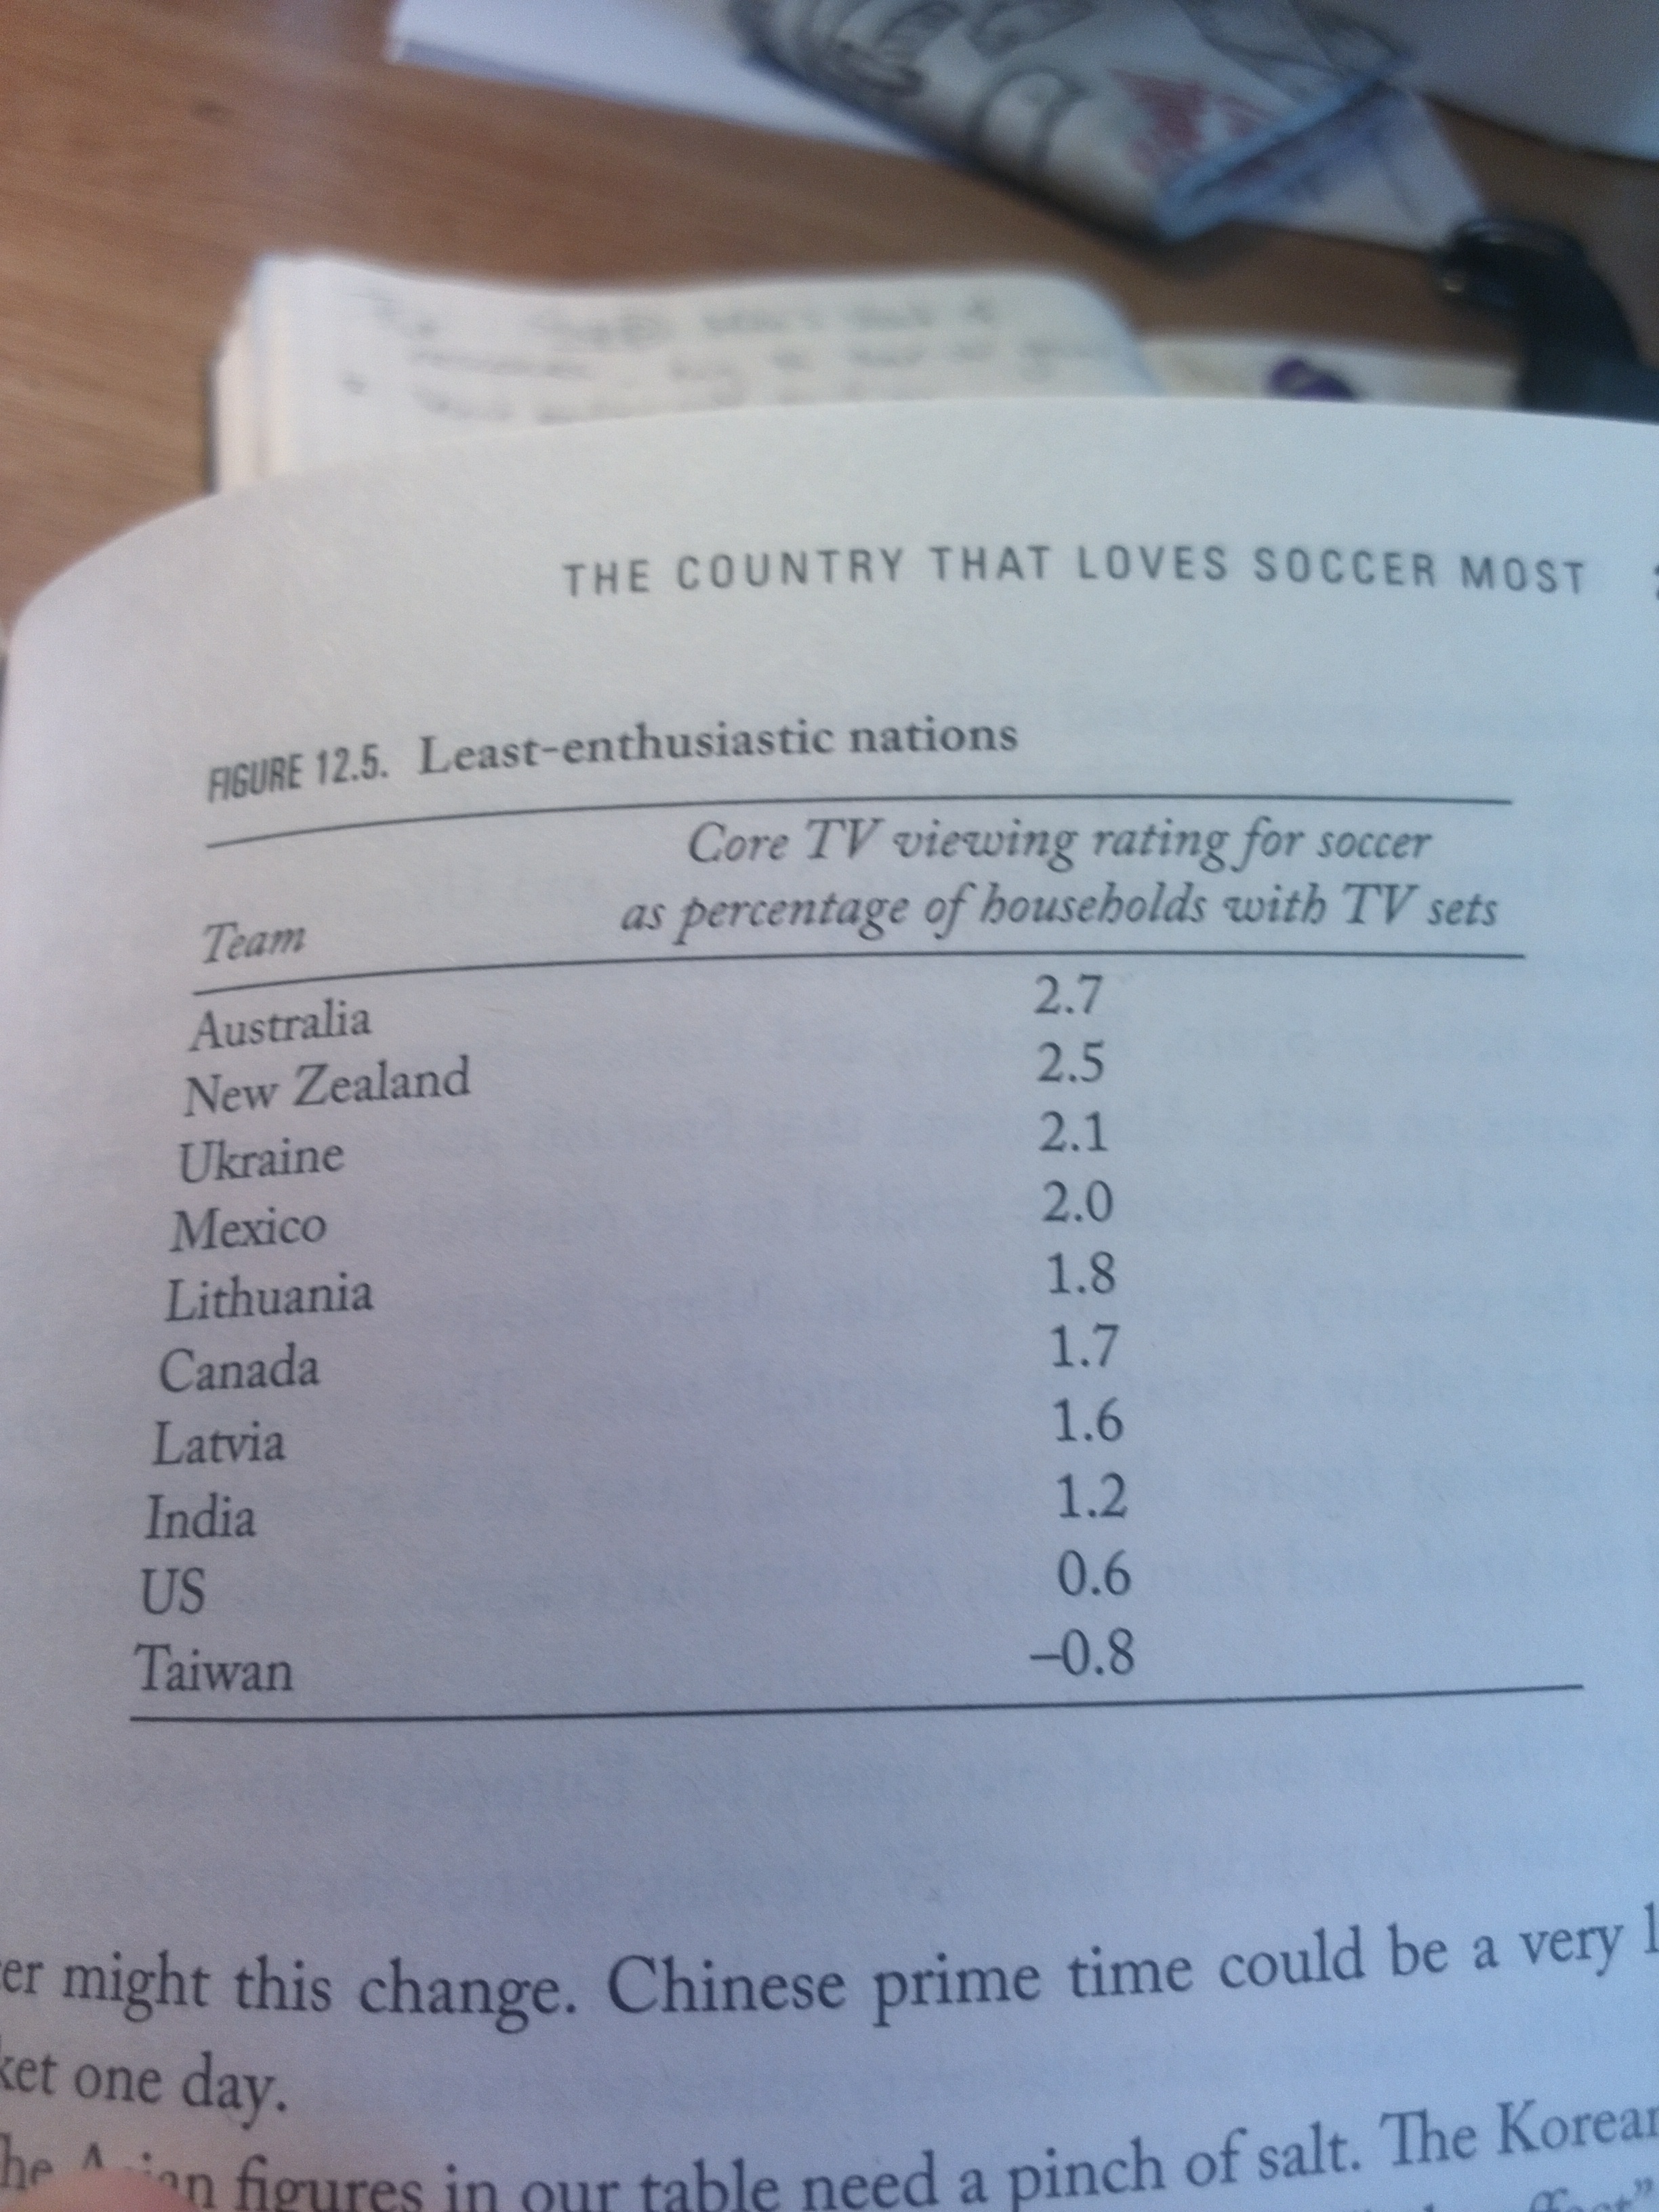 THE COUNTRY THAT LOVES SOCCER MOST
FIGURE 12.5. Least-enthusiastic nations
Core TV viewing rating for soccer
Team as percentage of households with TV sets
Australia 2.7
New Zealand 2.5
Ukraine 2.1
Mexico 2.0
Lithuania 1.8
Canada 1.7
Latvia 1.6
India 1.2
US 0.6
Taiwan –0.8
er might this change. Chinese prime time could be a very l
ket one day.
he Asian figures in our table need a pinch of salt. The Korean